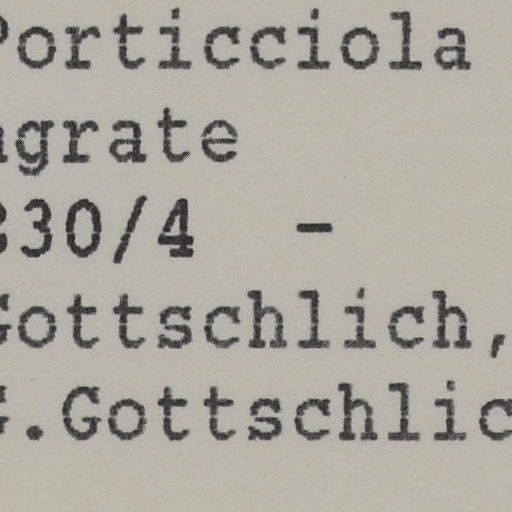 Porticciola
agrate
330/4 -
Gottschlich,
G.Gottschlic